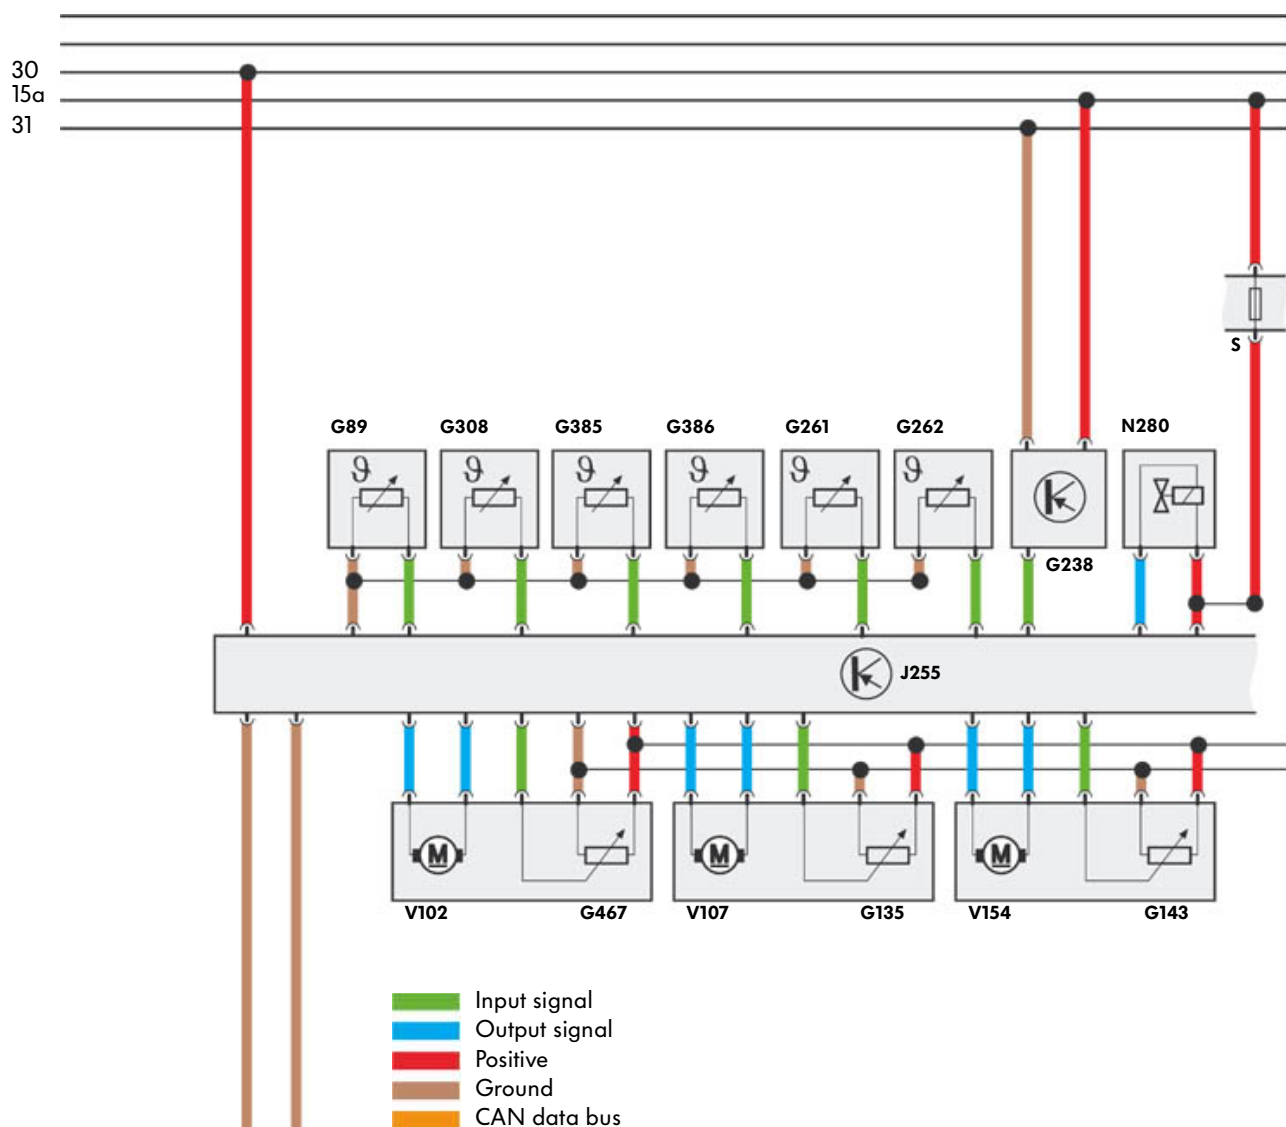 30
15a
31
S
G89 G308 G385 G386 G261 G262 N280
ϑ ϑ ϑ ϑ ϑ ϑ
G238
J255
M M M
V102 G467 V107 G135 V154 G143
Input signal
Output signal
Positive
Ground
CAN data bus